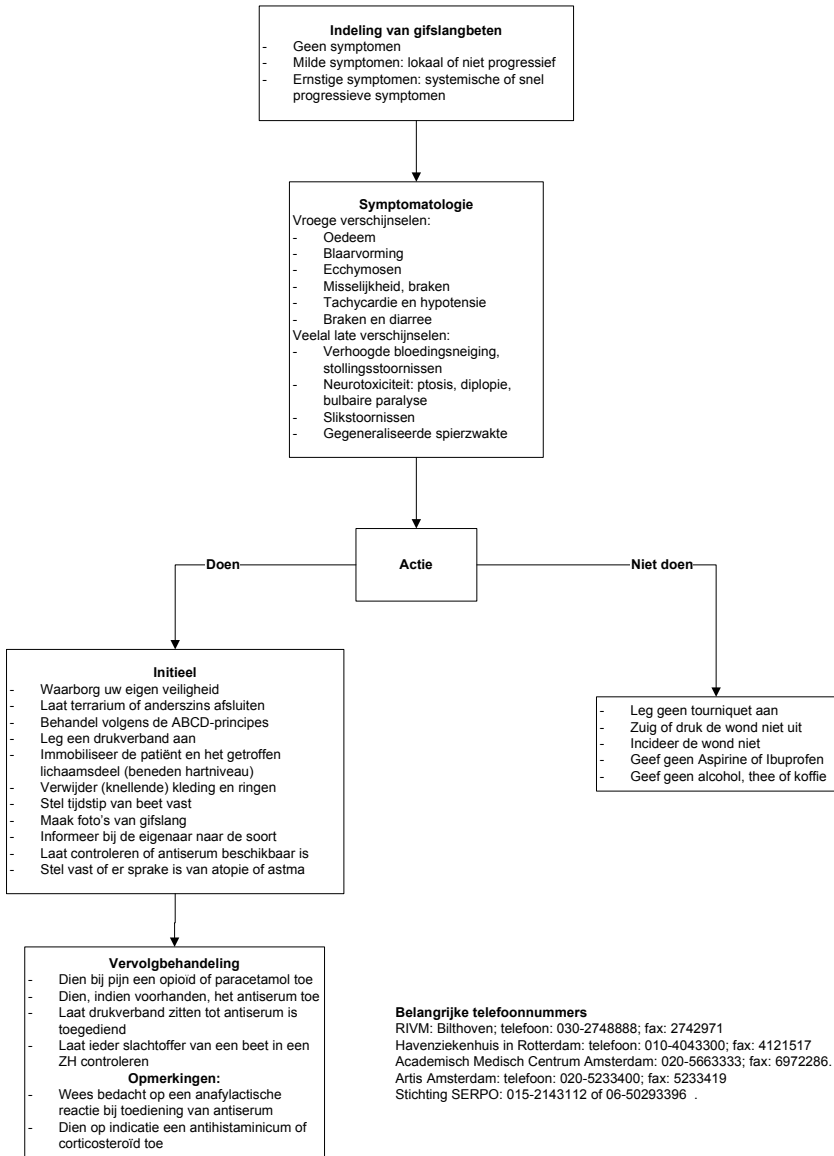 Indeling van gifslangbeten
- Geen symptomen
- Milde symptomen: lokaal of niet progressief
- Ernstige symptomen: systemische of snel
progressieve symptomen
Symptomatologie
Vroege verschijnselen:
- Oedeem
- Blaarvorming
- Ecchymosen
- Misselijkheid, braken
- Tachycardie en hypotensie
- Braken en diarree
Veelal late verschijnselen:
- Verhoogde bloedingsneiging,
stollingsstoornissen
- Neurotoxiciteit: ptosis, diplopie,
bulbaire paralyse
- Slikstoornissen
- Gegeneraliseerde spierzwakte
Doen
Actie
Niet doen
Initieel
- Waarborg uw eigen veiligheid
- Laat terrarium of anderszins afsluiten
- Behandel volgens de ABCD-principes
- Leg een drukverband aan
- Immobiliseer de patiënt en het getroffen
lichaamsdeel (beneden hartniveau)
- Verwijder (knellende) kleding en ringen
- Stel tijdstip van beet vast
- Maak foto's van gifslang
- Informeer bij de eigenaar naar de soort
- Laat controleren of antiserum beschikbaar is
- Stel vast of er sprake is van atopie of astma
- Leg geen tourniquet aan
- Zuig of druk de wond niet uit
- Incideer de wond niet
- Geef geen Aspirine of Ibuprofen
- Geef geen alcohol, thee of koffie
Vervolgbehandeling
- Dien bij pijn een opioïd of paracetamol toe
- Dien, indien voorhanden, het antiserum toe
- Laat drukverband zitten tot antiserum is
toegediend
- Laat ieder slachtoffer van een beet in een
ZH controleren
Opmerkingen:
- Wees bedacht op een anafylactische
reactie bij toediening van antiserum
- Dien op indicatie een antihistaminicum of
corticosteroïd toe
Belangrijke telefoonnummers
RIVM: Bilthoven; telefoon: 030-2748888; fax: 2742971
Havenziekenhuis in Rotterdam: telefoon: 010-4043300; fax: 4121517
Academisch Medisch Centrum Amsterdam: 020-5663333; fax: 6972286.
Artis Amsterdam: telefoon: 020-5233400; fax: 5233419
Stichting SERPO: 015-2143112 of 06-50293396 .